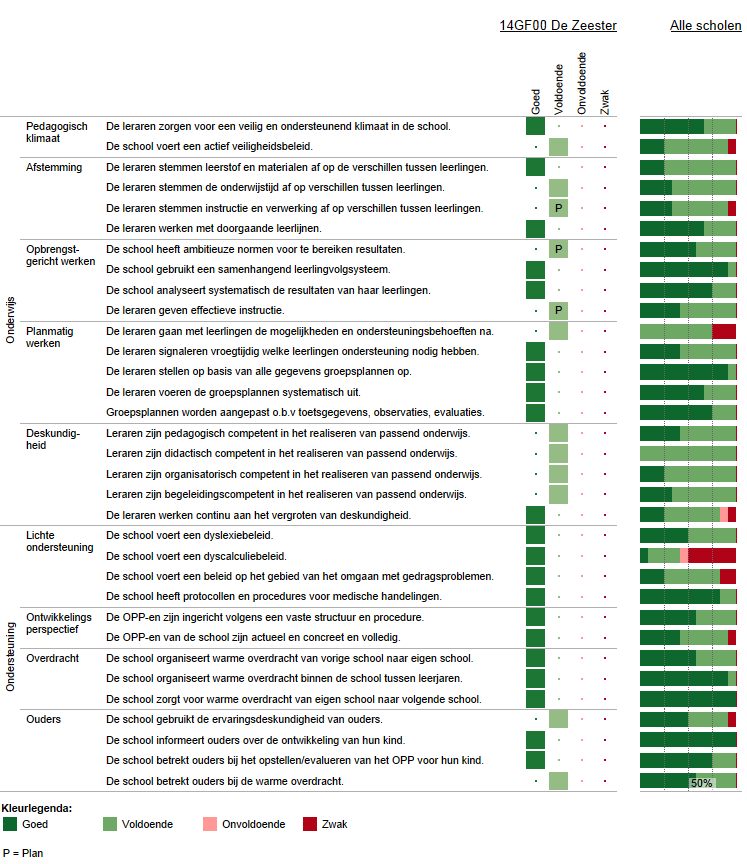 14GF00 De Zeester
Alle scholen
Goed
Voldoende
Onvoldoende
Zwak
Onderwijs
Pedagogisch
klimaat
De leraren zorgen voor een veilig en ondersteunend klimaat in de school.
De school voert een actief veiligheidsbeleid.
Afstemming
De leraren stemmen leerstof en materialen af op de verschillen tussen leerlingen.
De leraren stemmen de onderwijstijd af op verschillen tussen leerlingen.
De leraren stemmen instructie en verwerking af op verschillen tussen leerlingen.
P
De leraren werken met doorgaande leerlijnen.
Opbrengst-
gericht werken
De school heeft ambitieuze normen voor te bereiken resultaten.
P
De school gebruikt een samenhangend leerlingvolgsysteem.
De school analyseert systematisch de resultaten van haar leerlingen.
De leraren geven effectieve instructie.
P
Planmatig
werken
De leraren gaan met leerlingen de mogelijkheden en ondersteuningsbehoeften na.
De leraren signaleren vroegtijdig welke leerlingen ondersteuning nodig hebben.
De leraren stellen op basis van alle gegevens groepsplannen op.
De leraren voeren de groepsplannen systematisch uit.
Groepsplannen worden aangepast o.b.v toetsgegevens, observaties, evaluaties.
Deskundig-
heid
Leraren zijn pedagogisch competent in het realiseren van passend onderwijs.
Leraren zijn didactisch competent in het realiseren van passend onderwijs.
Leraren zijn organisatorisch competent in het realiseren van passend onderwijs.
Leraren zijn begeleidingscompetent in het realiseren van passend onderwijs.
De leraren werken continu aan het vergroten van deskundigheid.
Ondersteuning
Lichte
ondersteuning
De school voert een dyslexiebeleid.
De school voert een dyscalculiebeleid.
De school voert een beleid op het gebied van het omgaan met gedragsproblemen.
De school heeft protocollen en procedures voor medische handelingen.
Ontwikkelings
perspectief
De OPP-en zijn ingericht volgens een vaste structuur en procedure.
De OPP-en van de school zijn actueel en concreet en volledig.
Overdracht
De school organiseert warme overdracht van vorige school naar eigen school.
De school organiseert warme overdracht binnen de school tussen leerjaren.
De school zorgt voor warme overdracht van eigen school naar volgende school.
Ouders
De school gebruikt de ervaringsdeskundigheid van ouders.
De school informeert ouders over de ontwikkeling van hun kind.
De school betrekt ouders bij het opstellen/evalueren van het OPP voor hun kind.
De school betrekt ouders bij de warme overdracht.
50%
Kleurlegenda:
Goed
Voldoende
Onvoldoende
Zwak
P = Plan